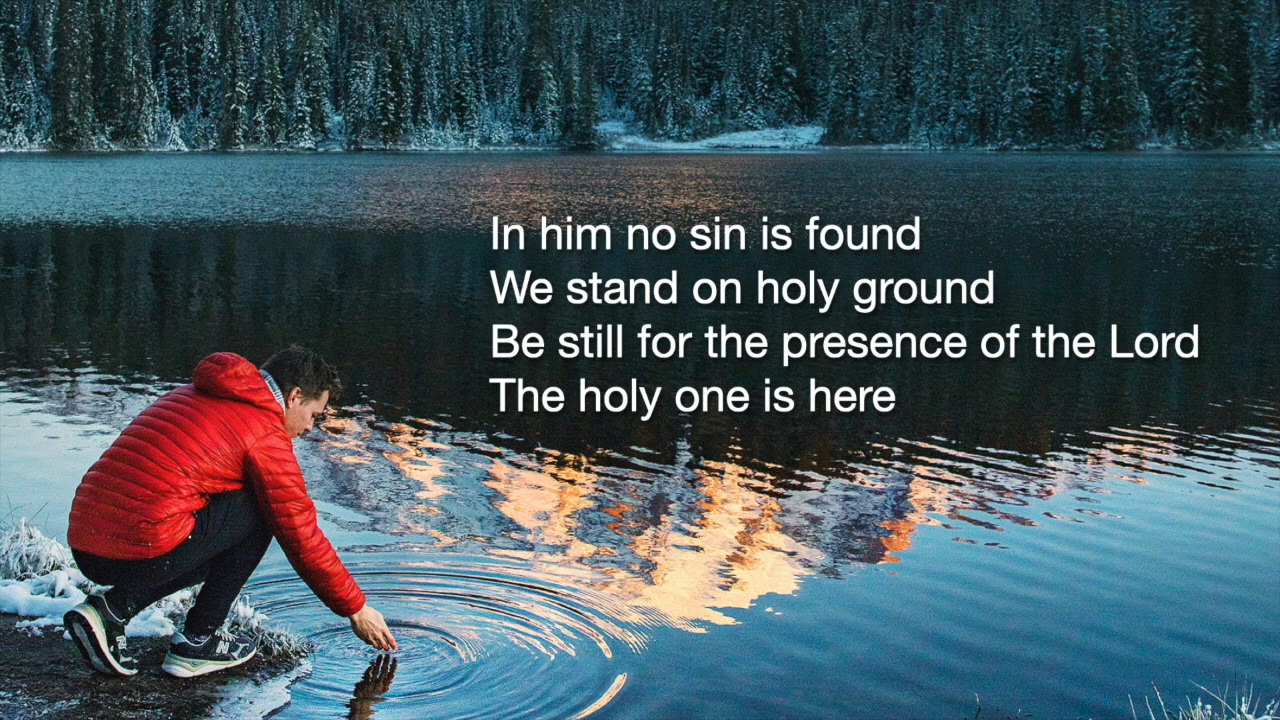 In him no sin is found
We stand on holy ground
Be still for the presence of the Lord
The holy one is here
N